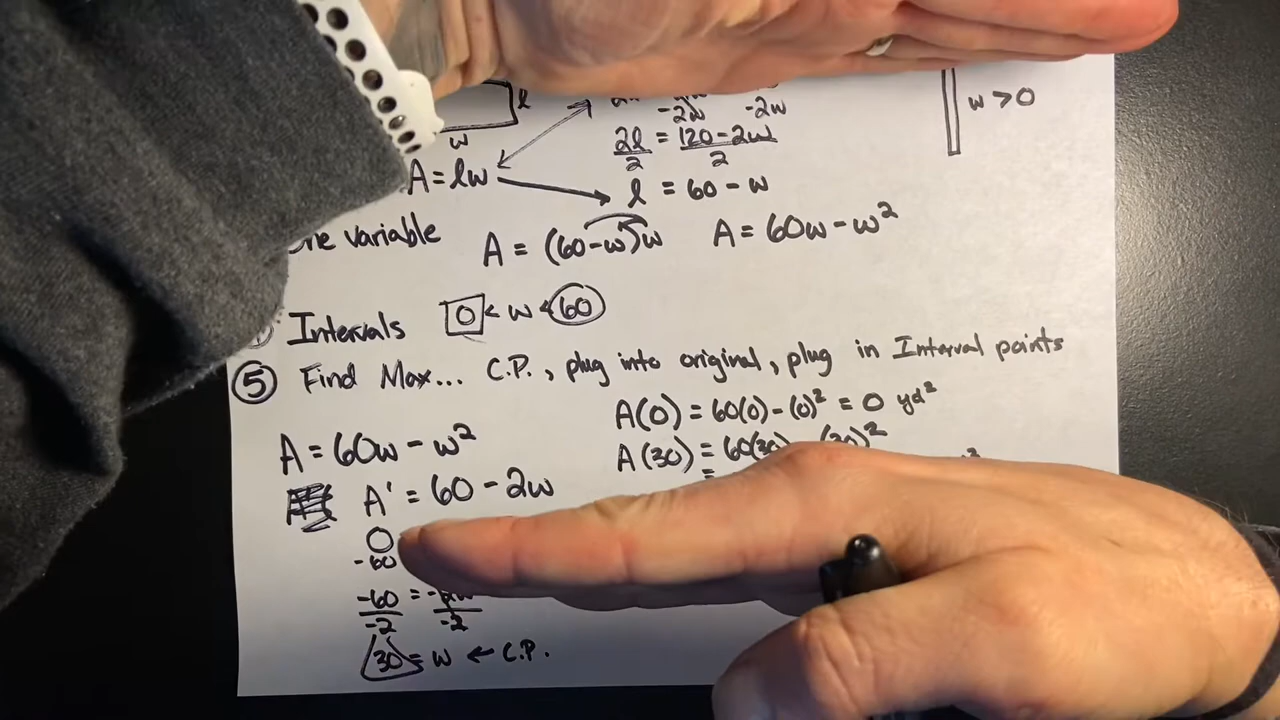 l
w
-2w -2w
w > 0
2l = 120 - 2w
2 2
A = lw
l = 60 - w
variable
A = (60-w)w A = 60w - w²
Intervals 0 < w < 60
⑤ Find Max... C.P., plug into original, plug in Interval points
A(0) = 60(0) - (0)² = 0 yd²
A = 60w - w²
A(30) = 60(30) - (30)²
=
A' = 60 - 2w
0
-60
-60 = -2w
-2 -2
30 = w ← C.P.